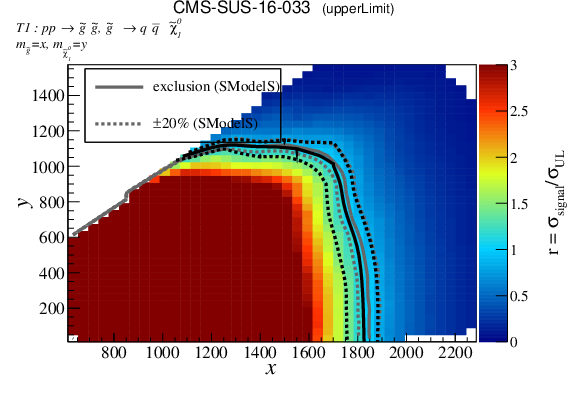 CMS-SUS-16-033 (upperLimit)
T1 : pp → g̃ g̃, g̃ → q q̄ χ̃₁⁰
m_g̃=x, m_χ̃₁⁰=y
exclusion (SModelS)
±20% (SModelS)
1400
1200
1000
800
600
400
200
y
800 1000 1200 1400 1600 1800 2000 2200
x
3
2.5
2
1.5
1
0.5
0
r = σ_signal/σ_UL